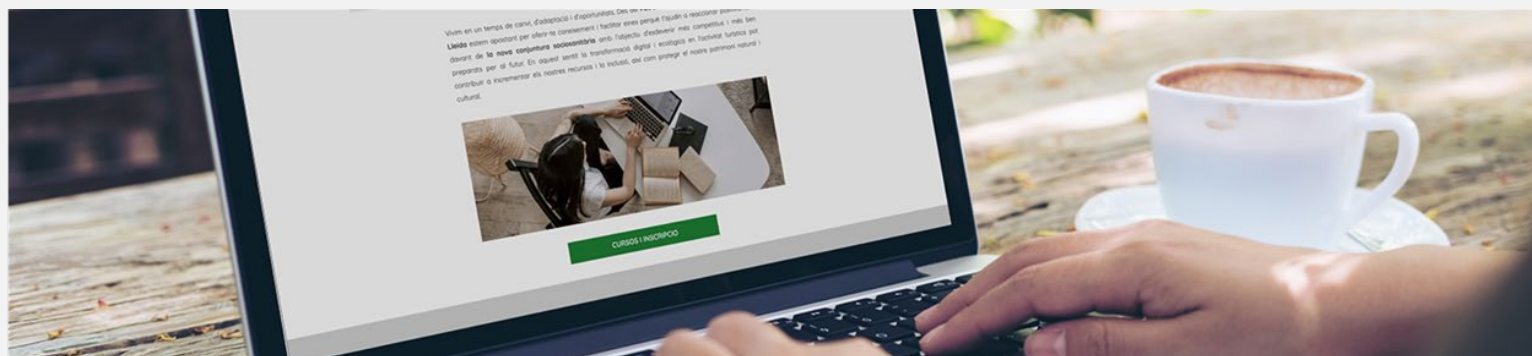 Vivim en un temps de canvi, d'adaptació i d'oportunitats. Des de
Lleida estem apostant per oferir-te coneixement i facilitar eines perquè t'ajudin a reaccionar
davant de la nova conjuntura sociosanitària amb l'objectiu d'esdevenir més competitius i més ben
preparats per al futur. En aquest sentit la transformació digital i ecològica en l'activitat turística pot
contribuir a incrementar els nostres recursos i la inclusió, així com protegir el nostre patrimoni natural i
cultural.
CURSOS I INSCRIPCIÓ